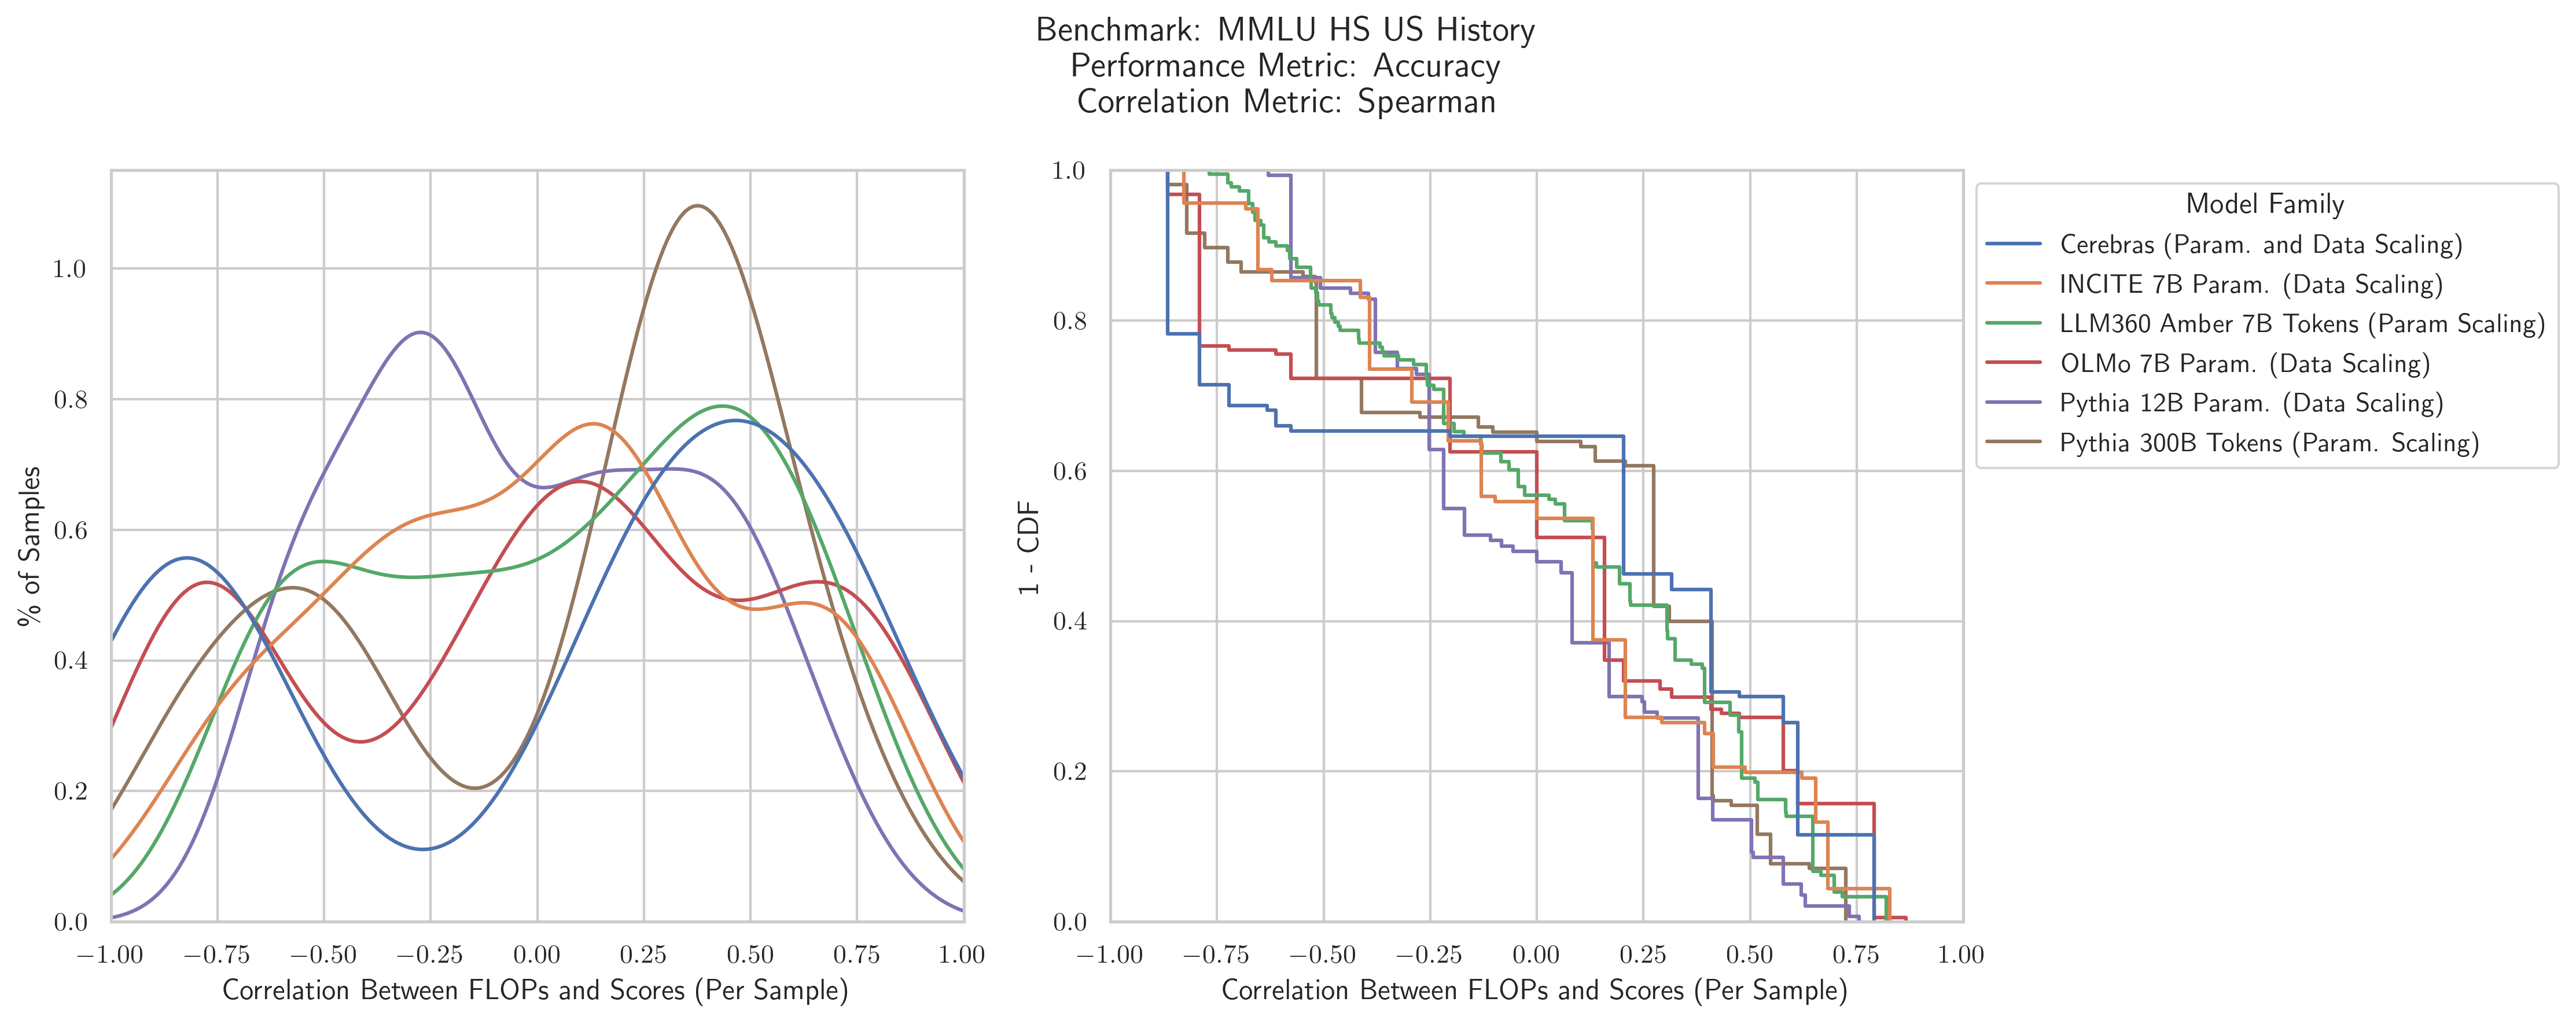 Benchmark: MMLU HS US History
Performance Metric: Accuracy
Correlation Metric: Spearman
% of Samples
1.0
0.8
0.6
0.4
0.2
0.0
−1.00 −0.75 −0.50 −0.25 0.00 0.25 0.50 0.75 1.00
Correlation Between FLOPs and Scores (Per Sample)
1 - CDF
1.0
0.8
0.6
0.4
0.2
0.0
−1.00 −0.75 −0.50 −0.25 0.00 0.25 0.50 0.75 1.00
Correlation Between FLOPs and Scores (Per Sample)
Model Family
Cerebras (Param. and Data Scaling)
INCITE 7B Param. (Data Scaling)
LLM360 Amber 7B Tokens (Param Scaling)
OLMo 7B Param. (Data Scaling)
Pythia 12B Param. (Data Scaling)
Pythia 300B Tokens (Param. Scaling)